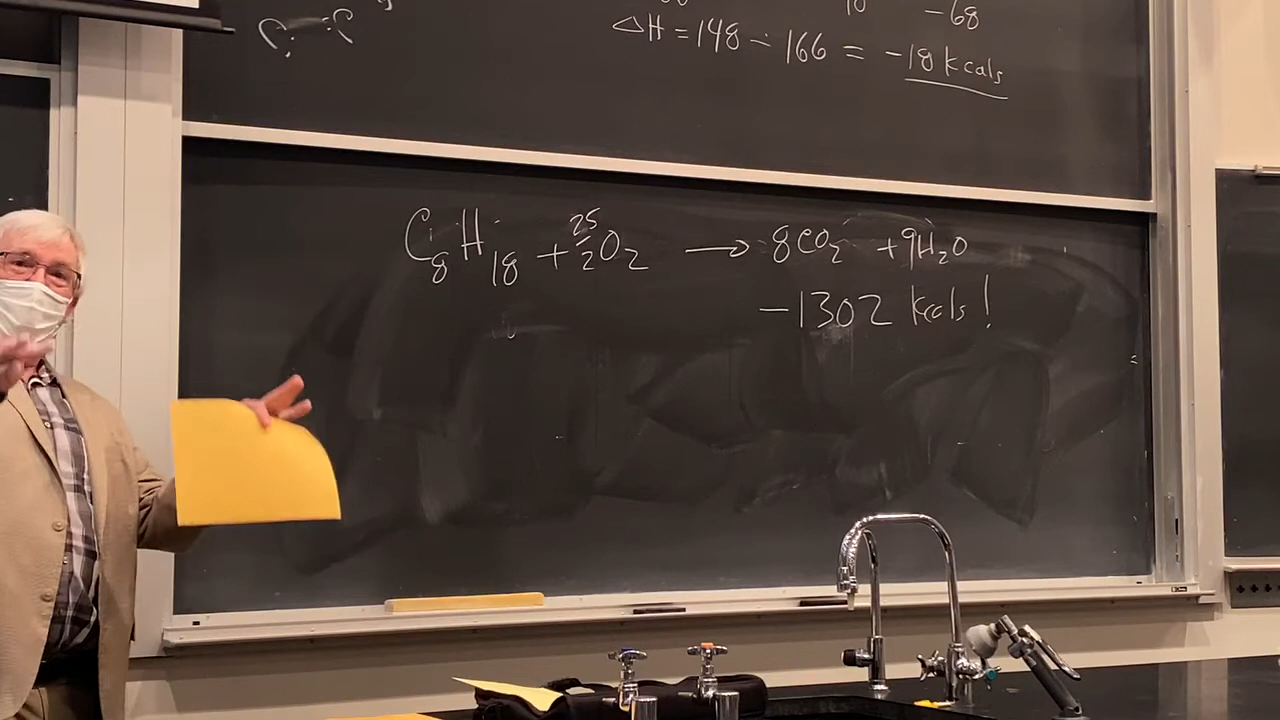 -68
ΔH = 148 - 166 = -18 kcals
C₈H₁₈ + 25/2 O₂ → 8CO₂ + 9H₂O
-1302 kcals!